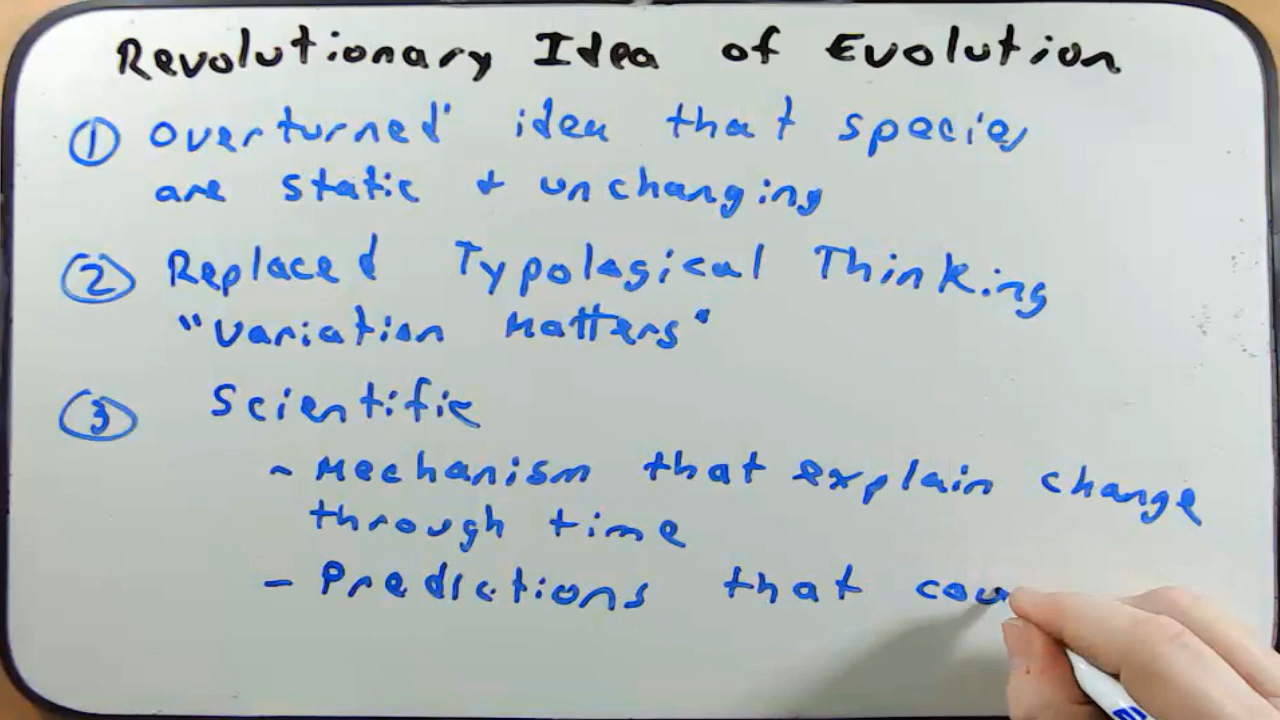 Revolutionary Idea of Evolution
① Overturned idea that species
are static + unchanging
② Replaced Typological Thinking
"Variation Matters"
③ Scientific
~ Mechanism that explain change
through time
- Predictions that cou